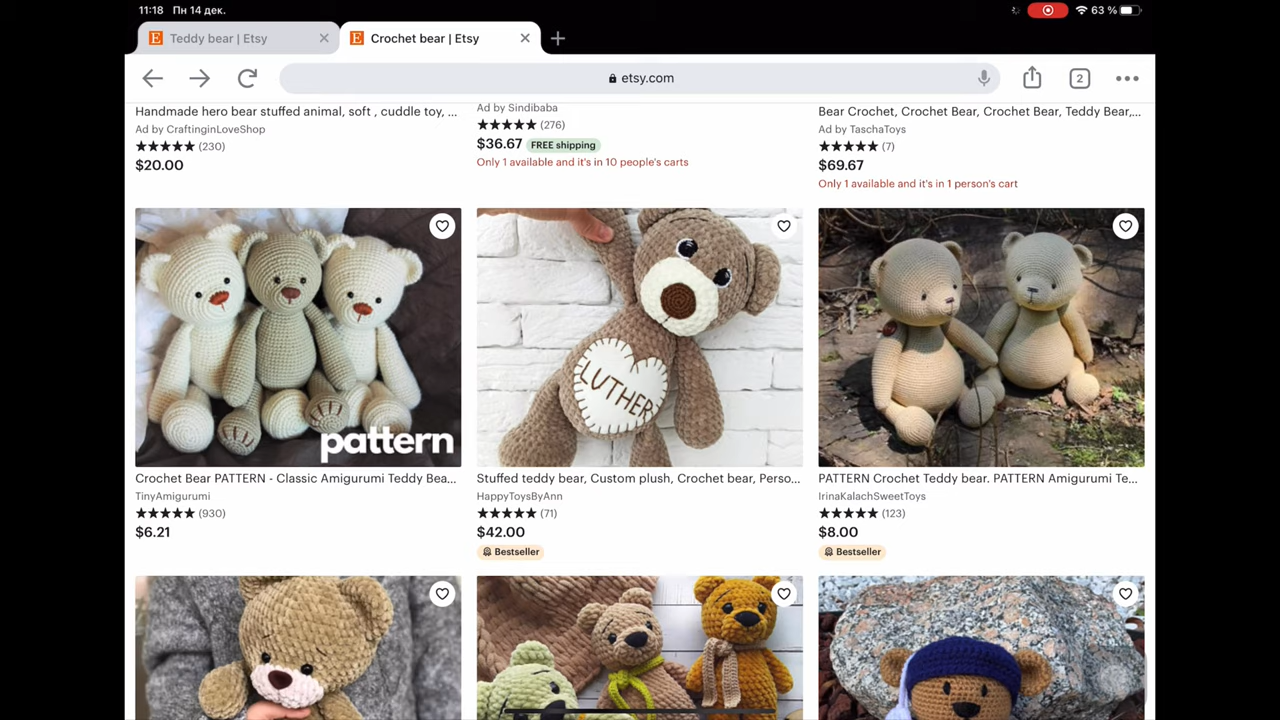 11:18 Пн 14 дек.
63 %
Teddy bear | Etsy
Crochet bear | Etsy
etsy.com
2
Handmade hero bear stuffed animal, soft , cuddle toy, ...
Ad by CraftinginLoveShop
(230)
$20.00
Ad by Sindibaba
(276)
$36.67 FREE shipping
Only 1 available and it's in 10 people's carts
Bear Crochet, Crochet Bear, Crochet Bear, Teddy Bear,...
Ad by TaschaToys
(7)
$69.67
Only 1 available and it's in 1 person's cart
pattern
Crochet Bear PATTERN - Classic Amigurumi Teddy Bea...
TinyAmigurumi
(930)
$6.21
LUTHER
Stuffed teddy bear, Custom plush, Crochet bear, Perso...
HappyToysByAnn
(71)
$42.00
Bestseller
PATTERN Crochet Teddy bear. PATTERN Amigurumi Te...
IrinaKalachSweetToys
(123)
$8.00
Bestseller